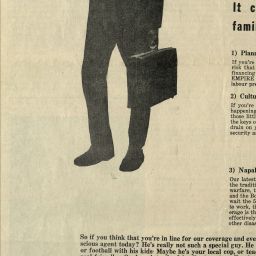 It c
fami
1) Plann
If you're
risk that
financing
EMPIRE
labour pr
2) Cultu
If you're
happening
those littl
the keys o
drain on j
security a
3) Napal
Our latest
the traditi
warfare, t
and the Bo
wait the 5
to work, th
erage is th
effectively
other disas
So if you think that you're in line for our coverage and eve
scious agent today? He's really not such a special guy. He
or football with his kids Maybe he's your local cop, or tea